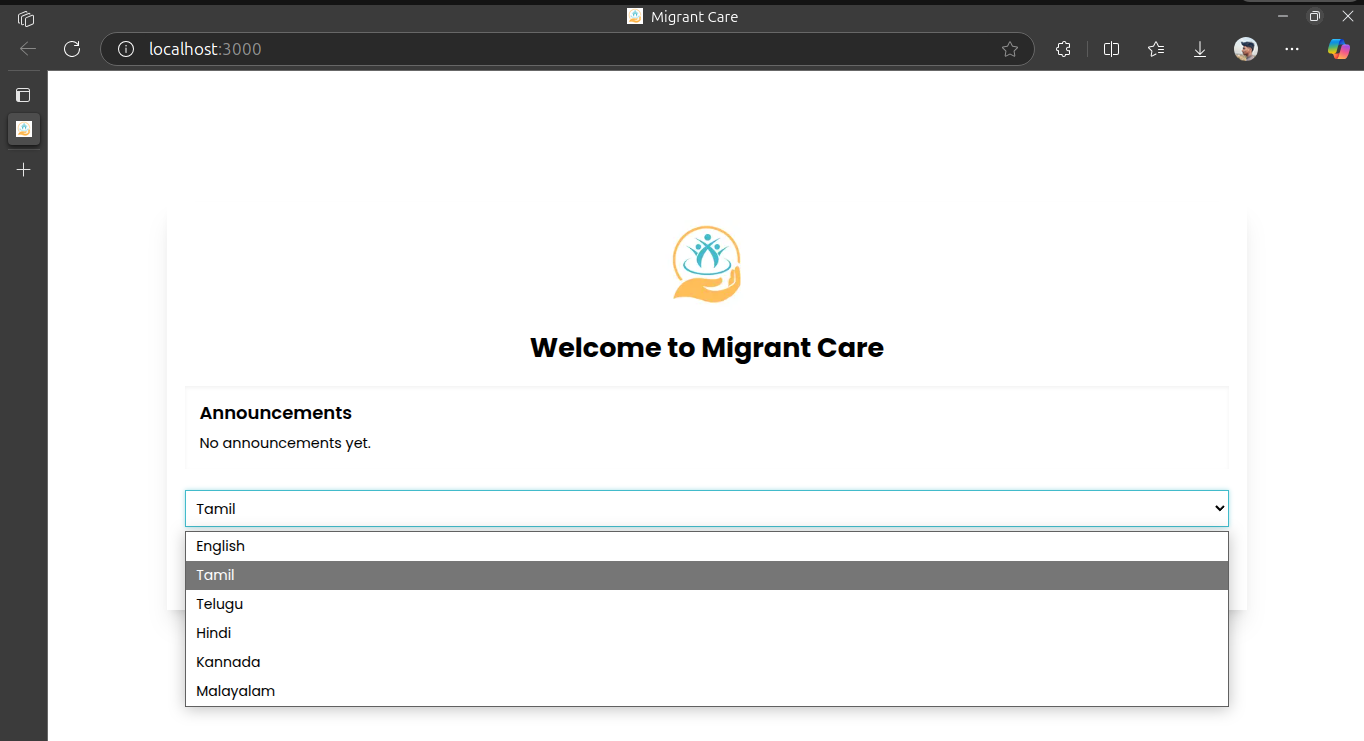 Migrant Care
localhost:3000
Welcome to Migrant Care
Announcements
No announcements yet.
Tamil
English
Tamil
Telugu
Hindi
Kannada
Malayalam